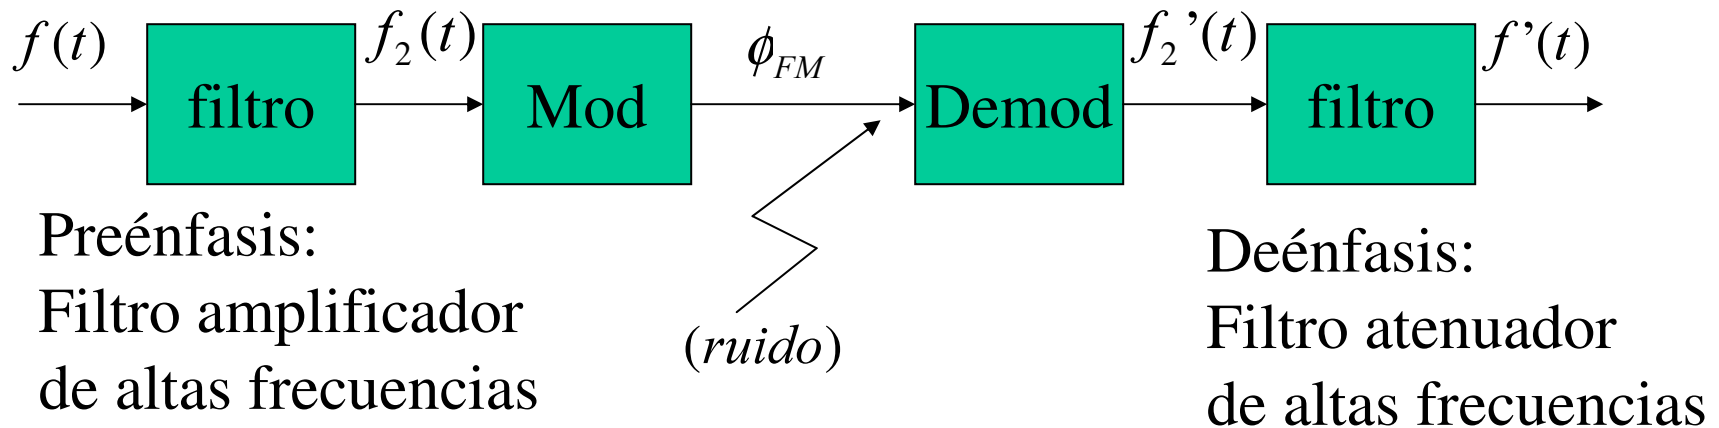 f(t)
filtro
f₂(t)
Mod
ϕ_FM
Demod
f₂’(t)
filtro
f’(t)
Preénfasis:
Filtro amplificador
de altas frecuencias
(ruido)
Deénfasis:
Filtro atenuador
de altas frecuencias